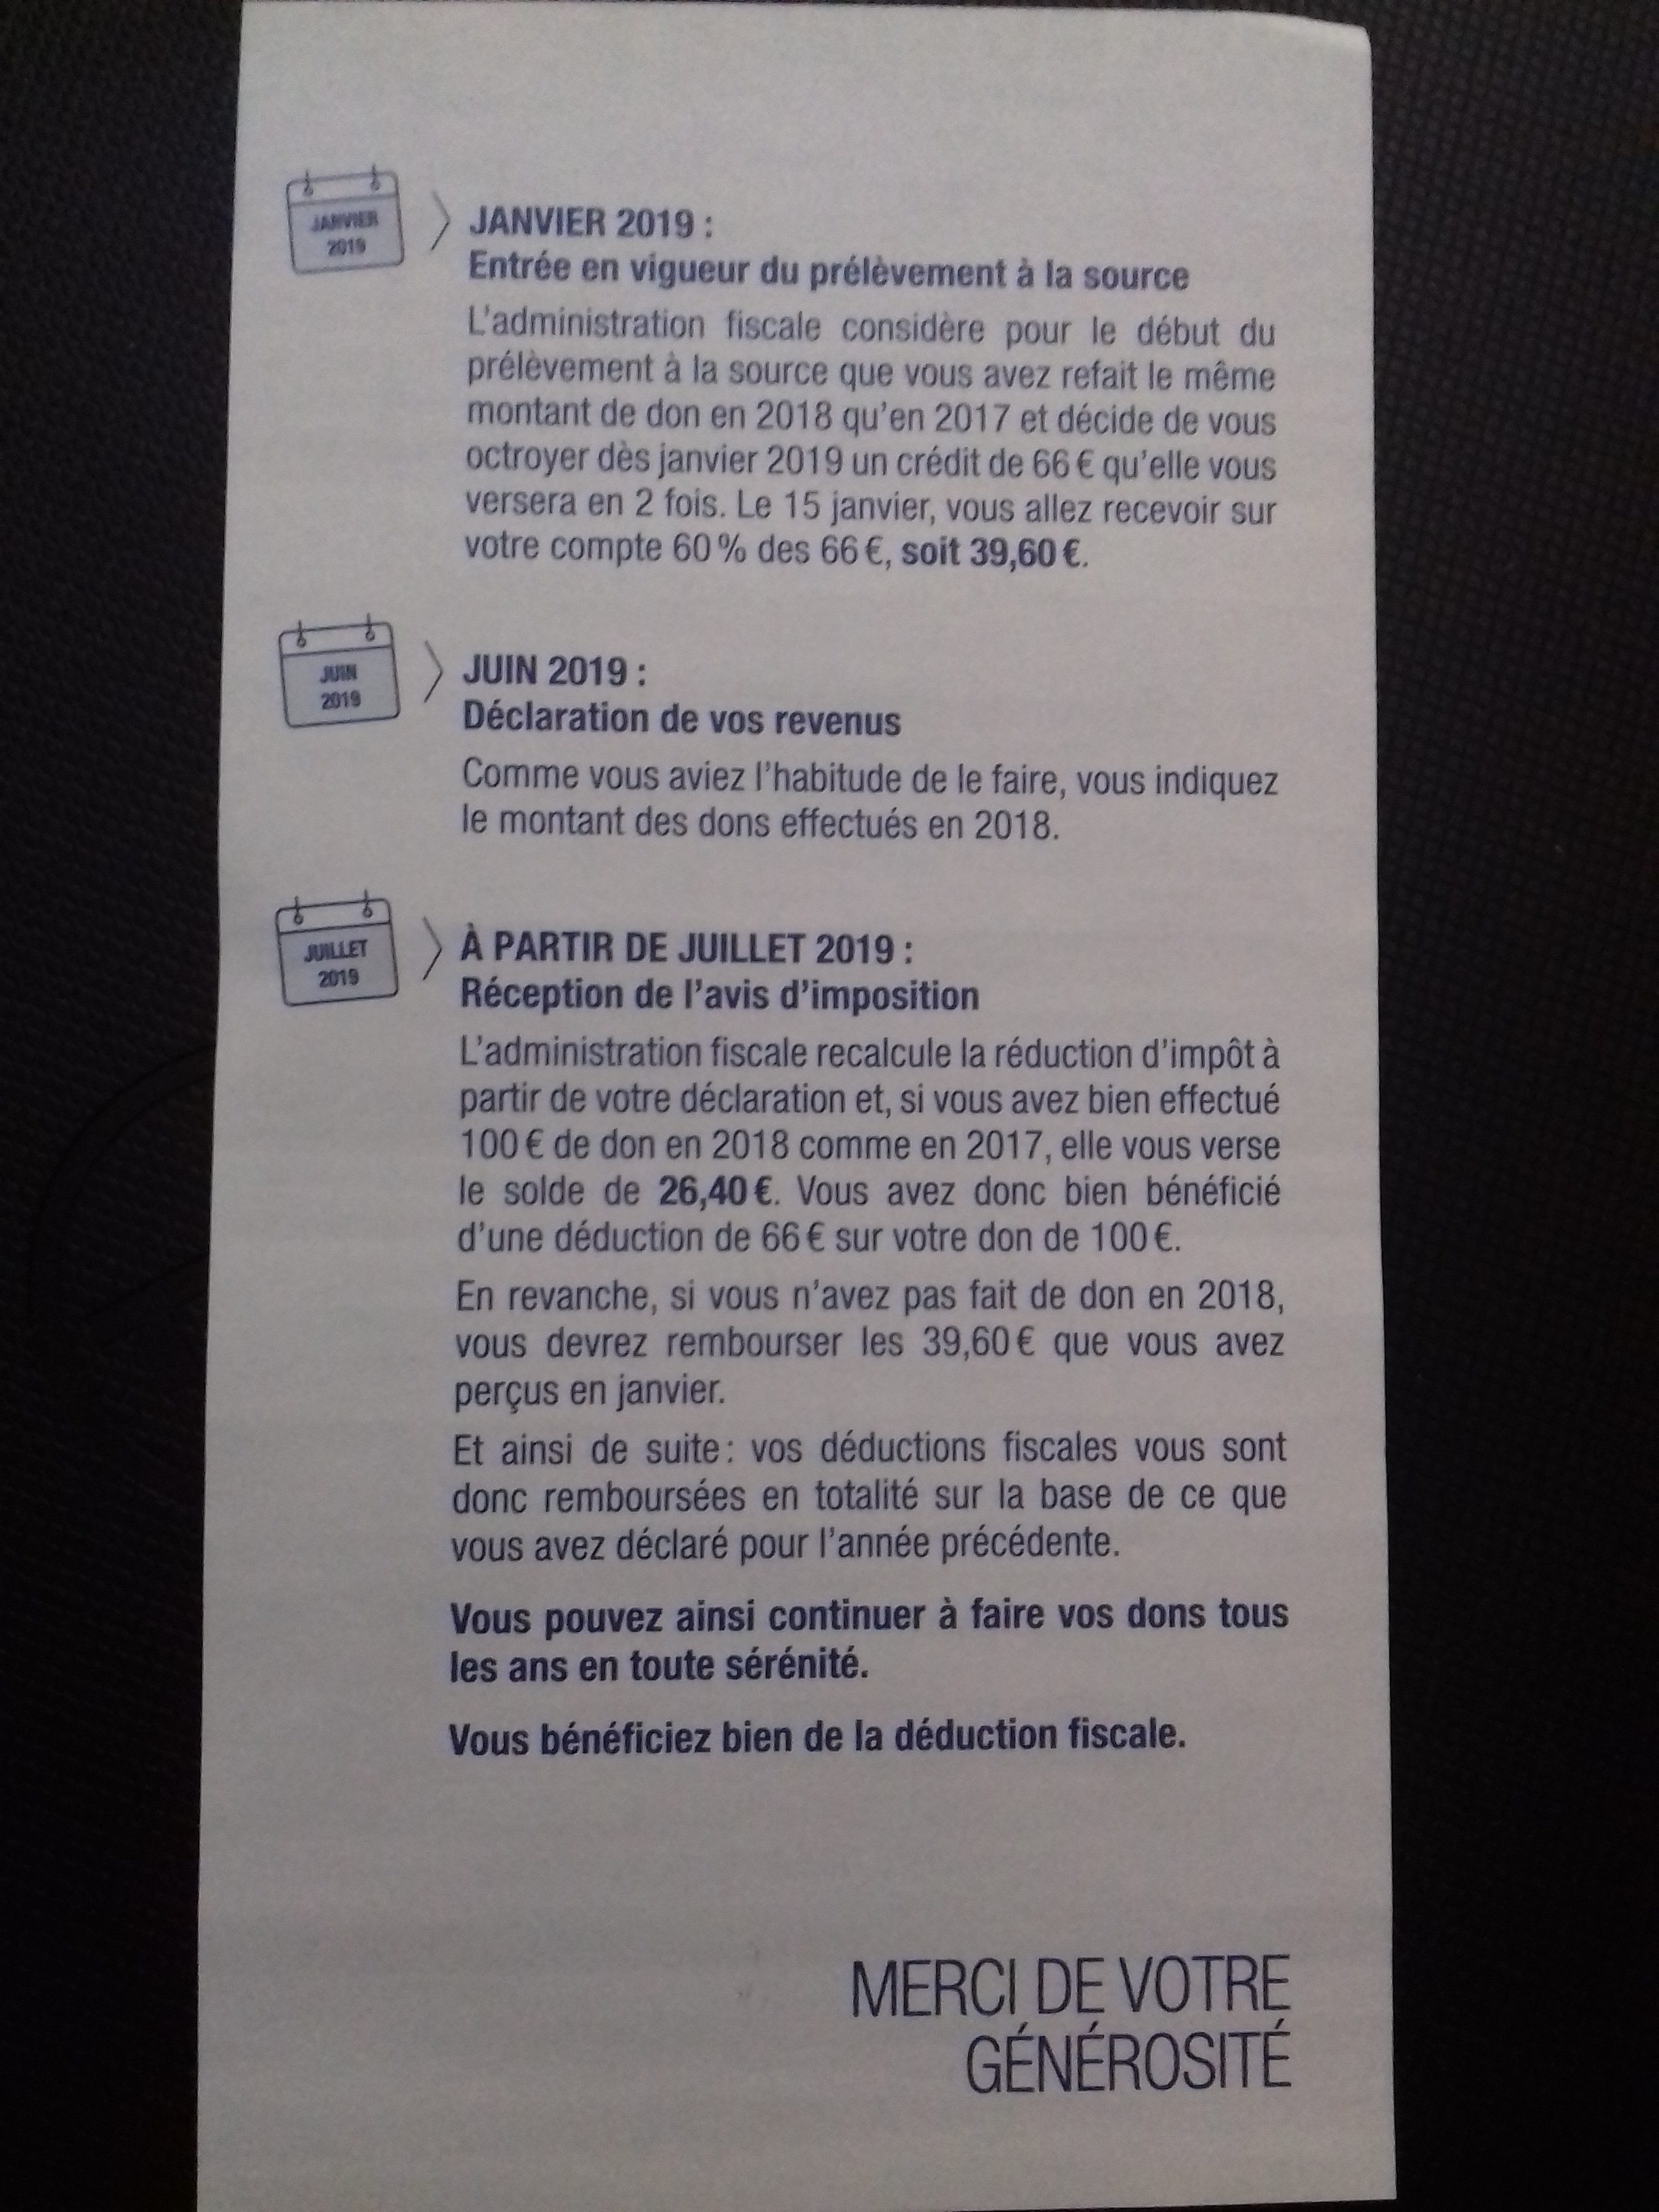 JANVIER
2019
JANVIER 2019 :
Entrée en vigueur du prélèvement à la source
L'administration fiscale considère pour le début du
prélèvement à la source que vous avez refait le même
montant de don en 2018 qu'en 2017 et décide de vous
octroyer dès janvier 2019 un crédit de 66 € qu'elle vous
versera en 2 fois. Le 15 janvier, vous allez recevoir sur
votre compte 60 % des 66 €, soit 39,60 €.
JUIN
2019
JUIN 2019 :
Déclaration de vos revenus
Comme vous aviez l'habitude de le faire, vous indiquez
le montant des dons effectués en 2018.
JUILLET
2019
À PARTIR DE JUILLET 2019 :
Réception de l'avis d'imposition
L'administration fiscale recalcule la réduction d'impôt à
partir de votre déclaration et, si vous avez bien effectué
100 € de don en 2018 comme en 2017, elle vous verse
le solde de 26,40 €. Vous avez donc bien bénéficié
d'une déduction de 66 € sur votre don de 100 €.
En revanche, si vous n'avez pas fait de don en 2018,
vous devrez rembourser les 39,60 € que vous avez
perçus en janvier.
Et ainsi de suite : vos déductions fiscales vous sont
donc remboursées en totalité sur la base de ce que
vous avez déclaré pour l'année précédente.
Vous pouvez ainsi continuer à faire vos dons tous
les ans en toute sérénité.
Vous bénéficiez bien de la déduction fiscale.
MERCI DE VOTRE
GÉNÉROSITÉ